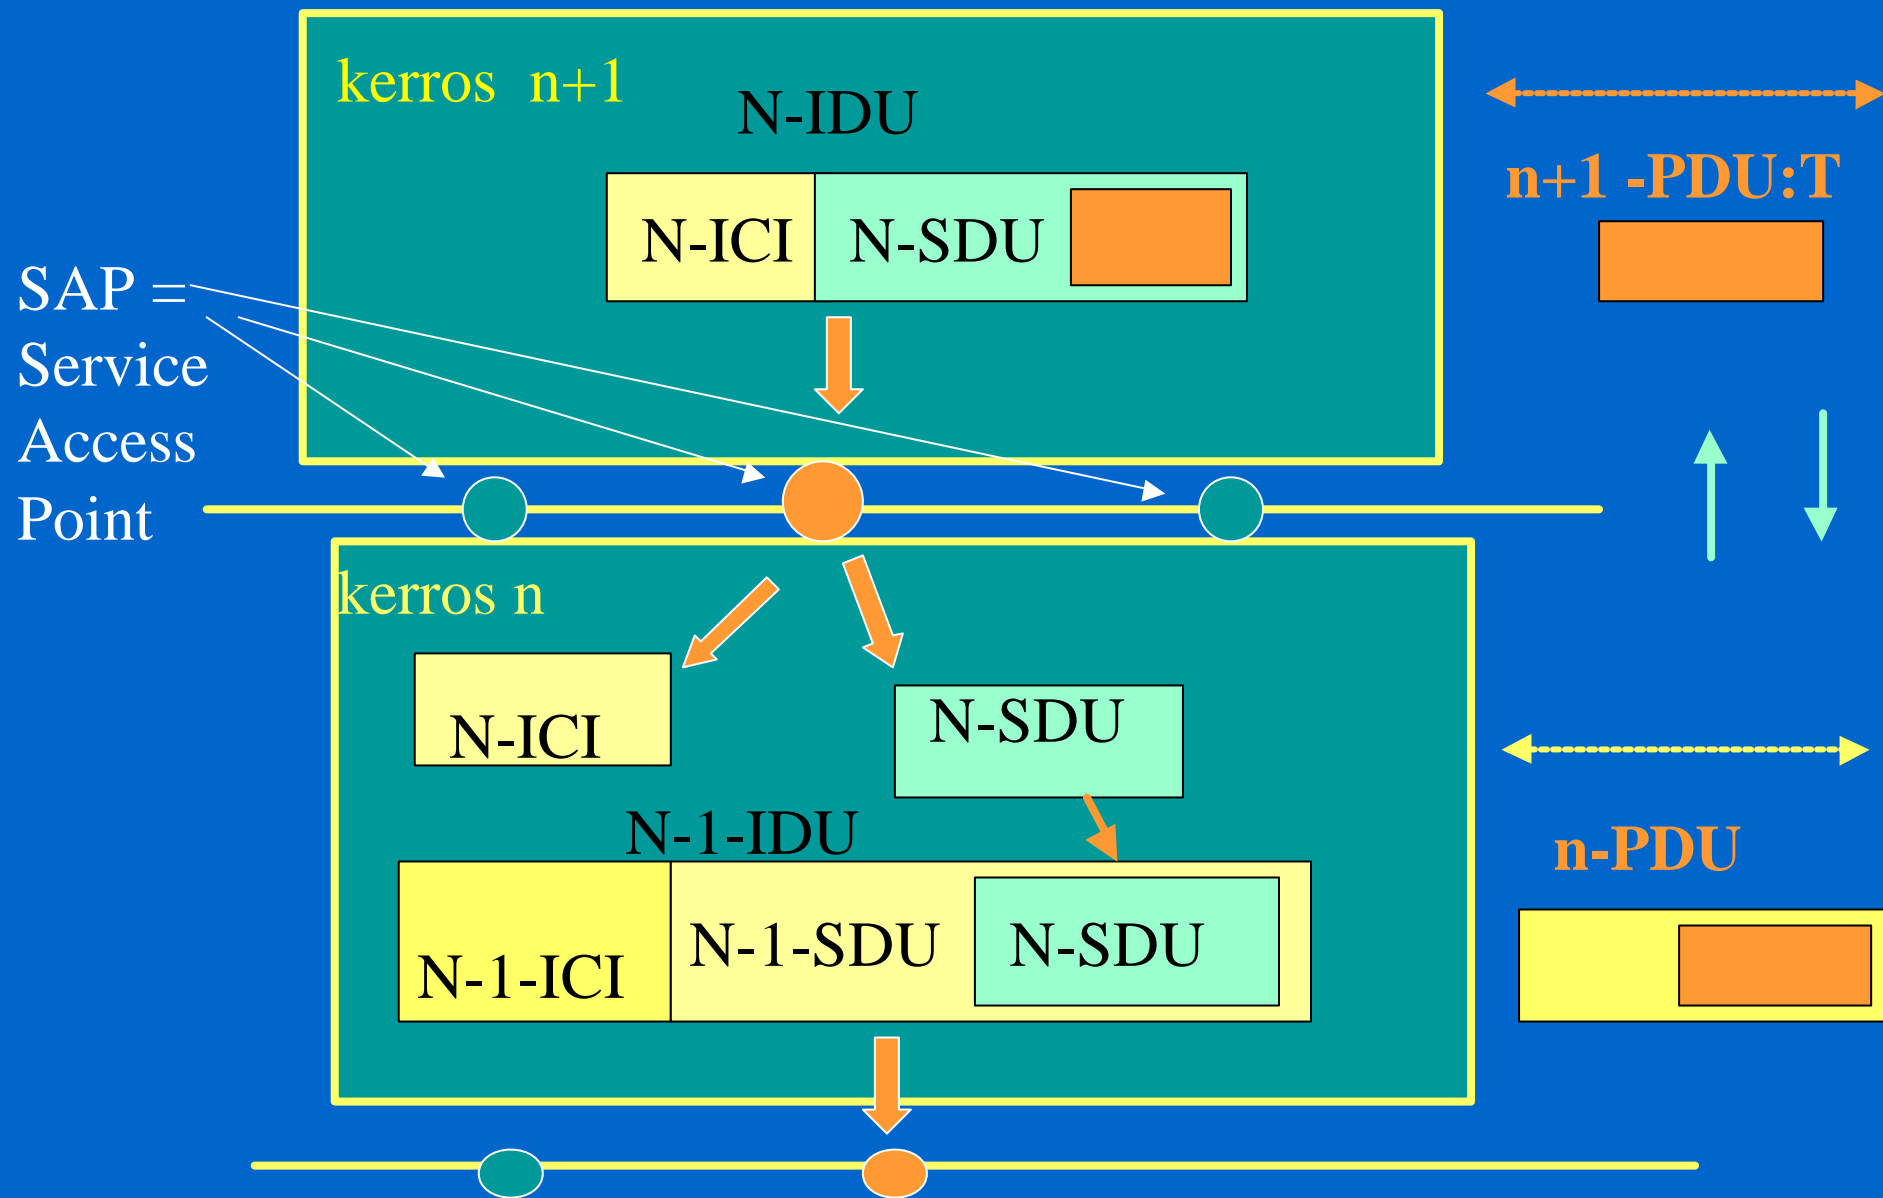 kerros n+1
N-IDU
n+1 -PDU:T
N-ICI N-SDU
SAP =
Service
Access
Point
kerros n
N-ICI
N-SDU
N-1-IDU
n-PDU
N-1-ICI
N-1-SDU
N-SDU